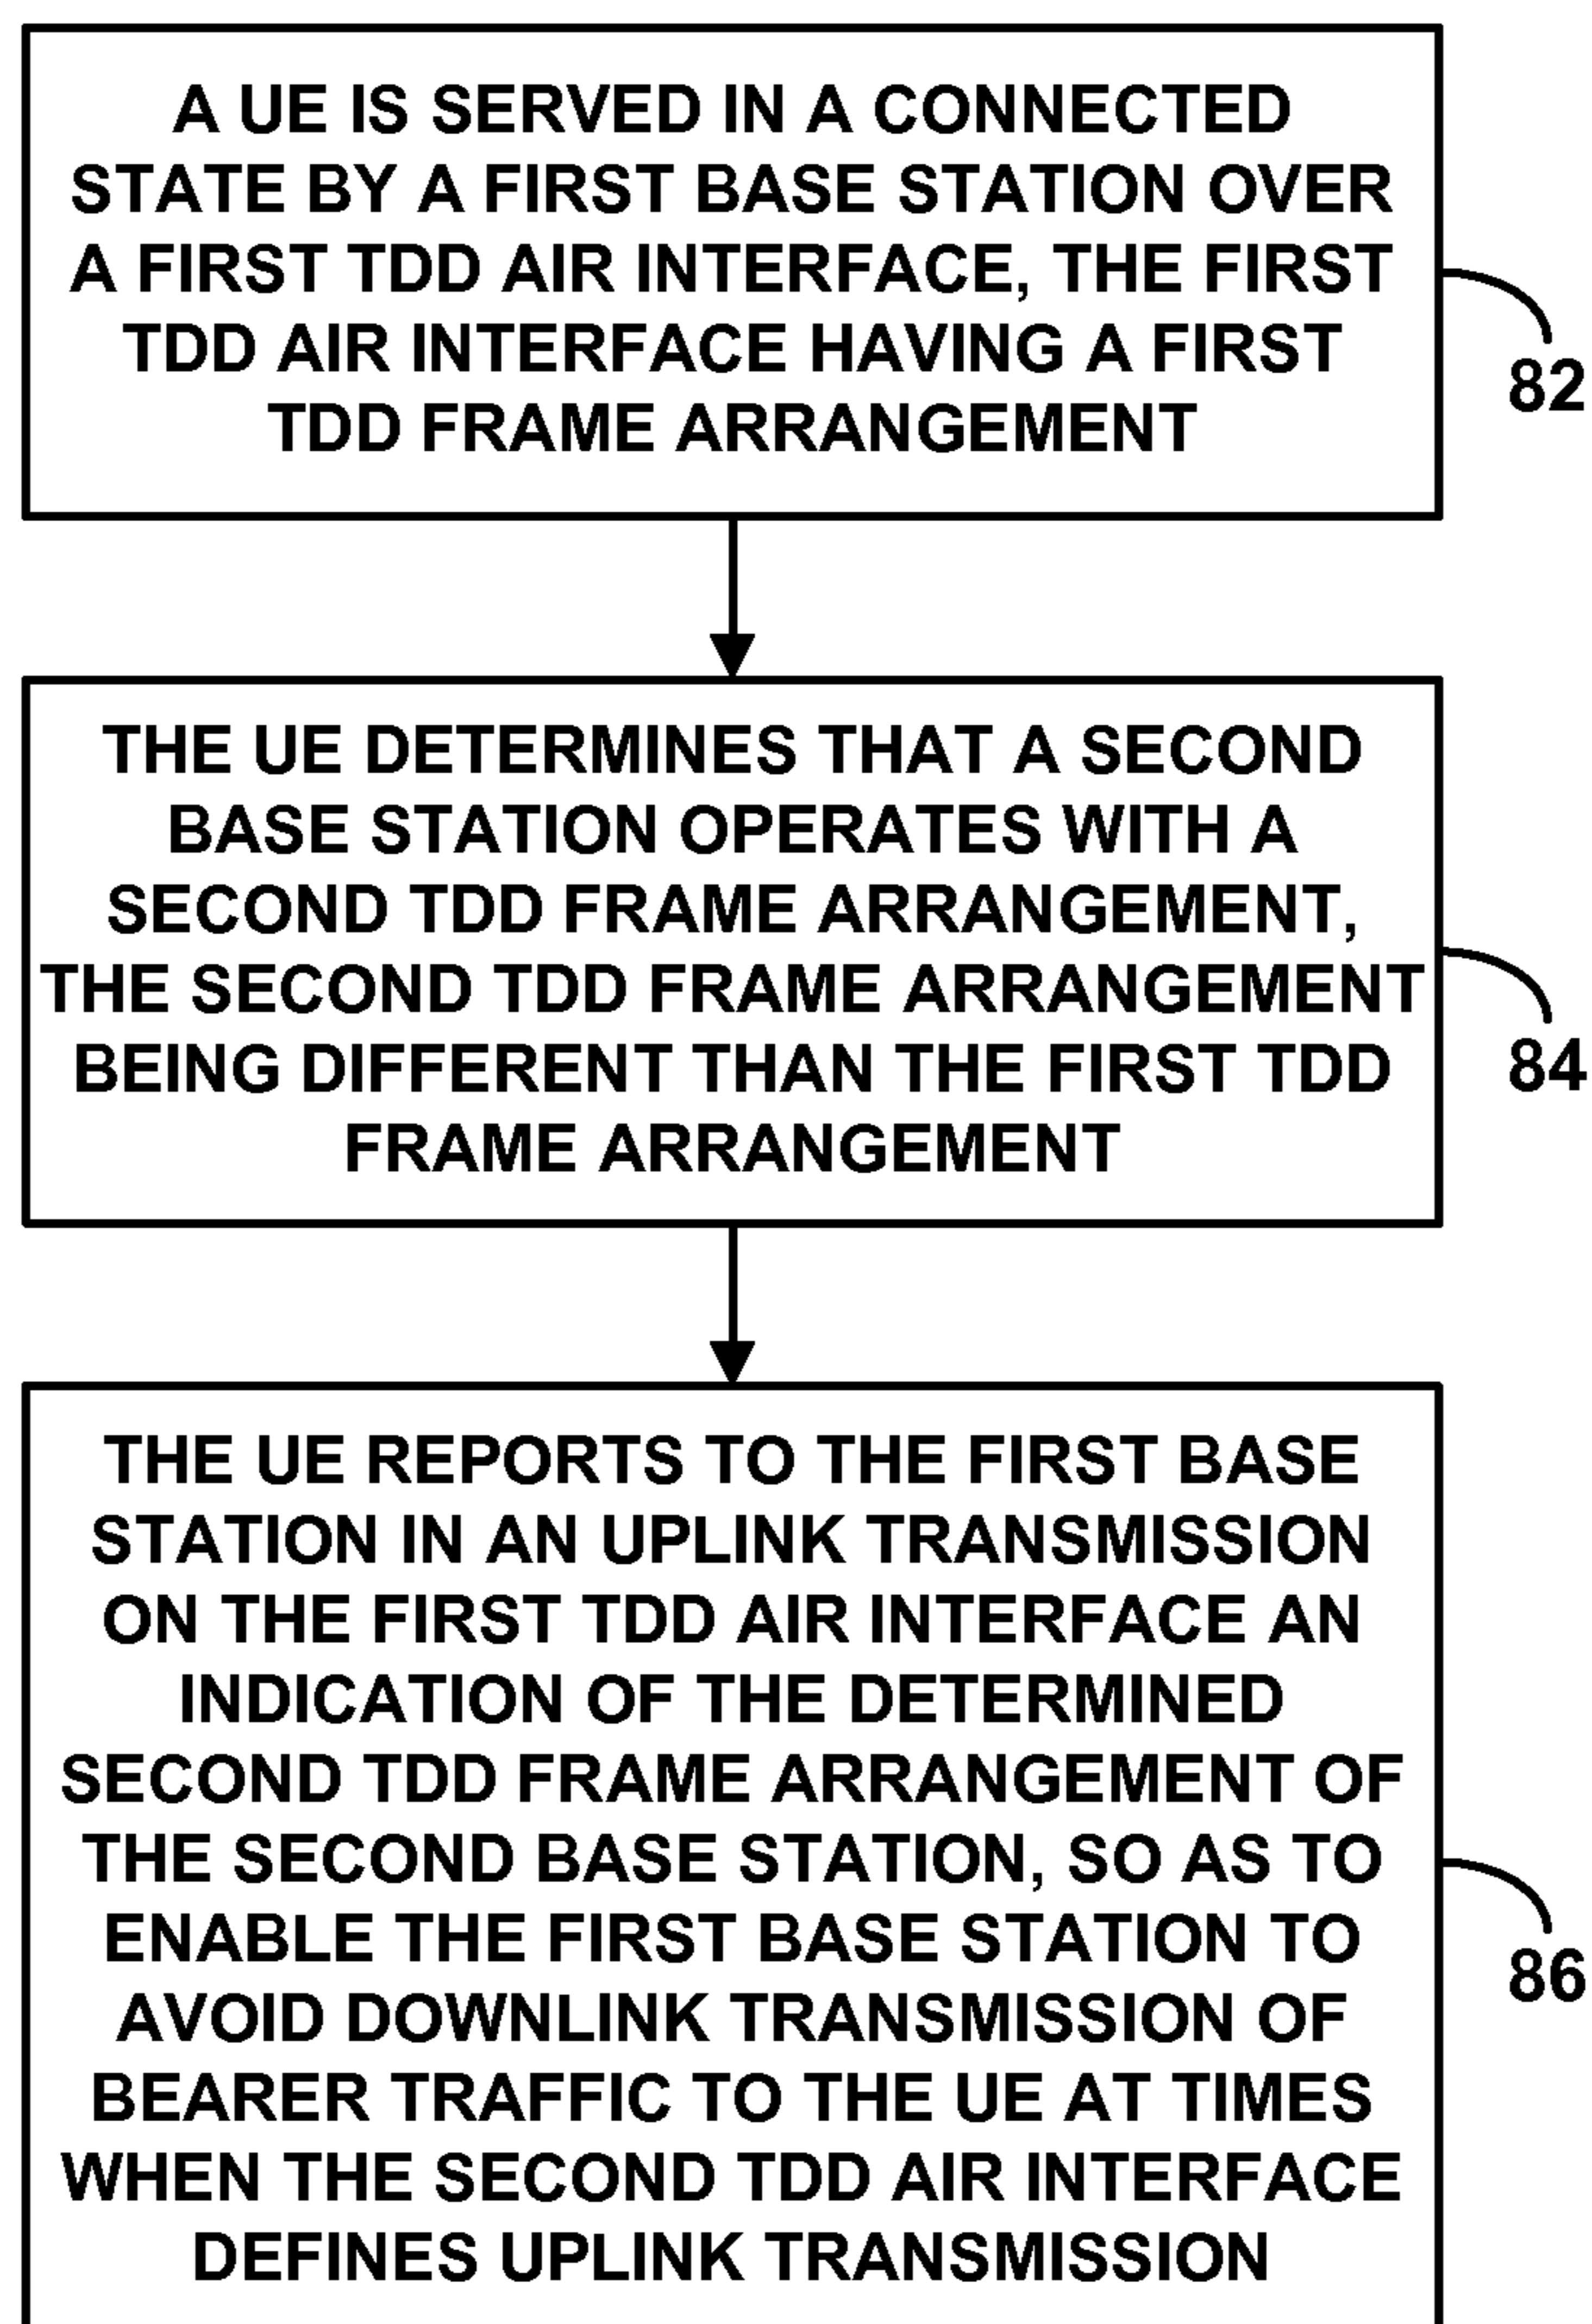 A UE IS SERVED IN A CONNECTED
STATE BY A FIRST BASE STATION OVER
A FIRST TDD AIR INTERFACE, THE FIRST
TDD AIR INTERFACE HAVING A FIRST
TDD FRAME ARRANGEMENT
82
THE UE DETERMINES THAT A SECOND
BASE STATION OPERATES WITH A
SECOND TDD FRAME ARRANGEMENT,
THE SECOND TDD FRAME ARRANGEMENT
BEING DIFFERENT THAN THE FIRST TDD
FRAME ARRANGEMENT
84
THE UE REPORTS TO THE FIRST BASE
STATION IN AN UPLINK TRANSMISSION
ON THE FIRST TDD AIR INTERFACE AN
INDICATION OF THE DETERMINED
SECOND TDD FRAME ARRANGEMENT OF
THE SECOND BASE STATION, SO AS TO
ENABLE THE FIRST BASE STATION TO
AVOID DOWNLINK TRANSMISSION OF
BEARER TRAFFIC TO THE UE AT TIMES
WHEN THE SECOND TDD AIR INTERFACE
DEFINES UPLINK TRANSMISSION
86